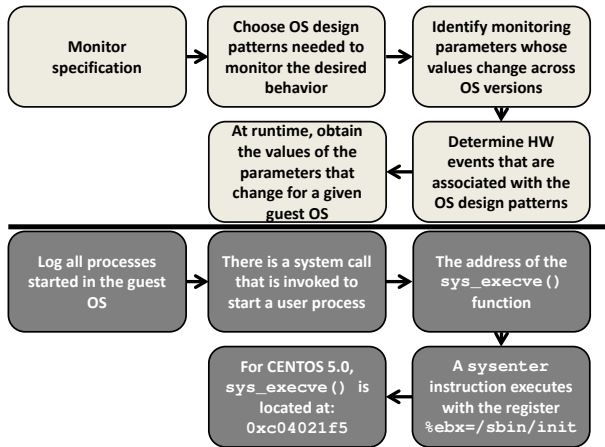 Monitor
specification
Choose OS design
patterns needed to
monitor the desired
behavior
Identify monitoring
parameters whose
values change across
OS versions
At runtime, obtain
the values of the
parameters that
change for a given
guest OS
Determine HW
events that are
associated with the
OS design patterns
Log all processes
started in the guest
OS
There is a system call
that is invoked to
start a user process
The address of the
sys_execve()
function
For CENTOS 5.0,
sys_execve() is
located at:
0xc04021f5
A sysenter
instruction executes
with the register
%ebx=/sbin/init